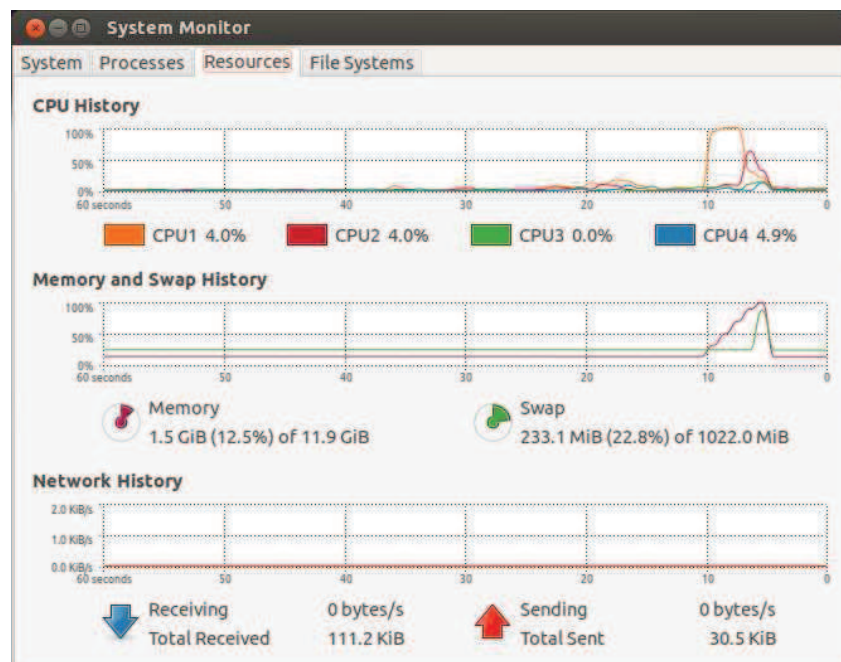 System Monitor
System Processes Resources File Systems
CPU History
100%
50%
0%
60 seconds 50 40 30 20 10 0
CPU1 4.0% CPU2 4.0% CPU3 0.0% CPU4 4.9%
Memory and Swap History
100%
50%
0%
60 seconds 50 40 30 20 10 0
Memory Swap
1.5 GiB (12.5%) of 11.9 GiB 233.1 MiB (22.8%) of 1022.0 MiB
Network History
2.0 KiB/s
1.0 KiB/s
0.0 KiB/s
60 seconds 50 40 30 20 10 0
Receiving 0 bytes/s Sending 0 bytes/s
Total Received 111.2 KiB Total Sent 30.5 KiB